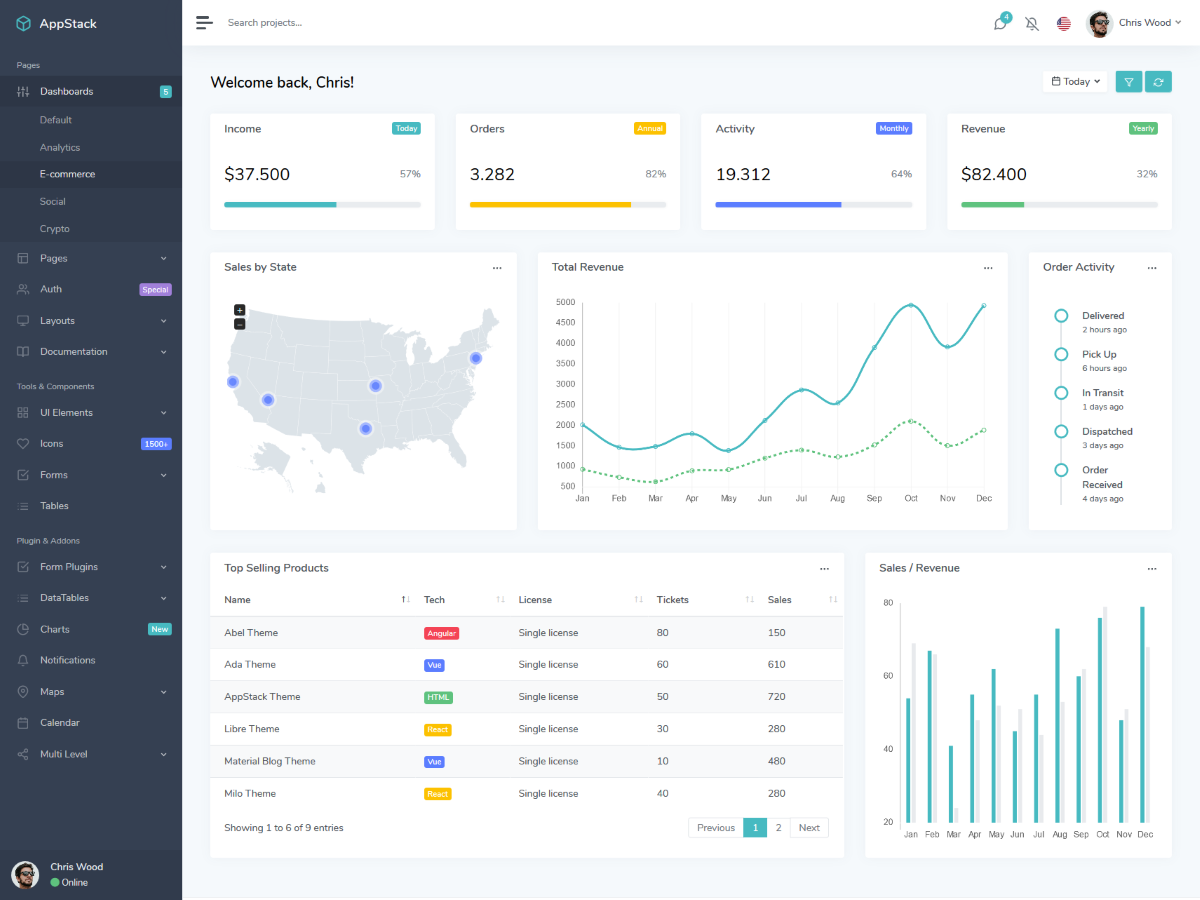 AppStack
Pages
Dashboards 5
Default
Analytics
E-commerce
Social
Crypto
Pages
Auth Special
Layouts
Documentation
Tools & Components
UI Elements
Icons 1500+
Forms
Tables
Plugin & Addons
Form Plugins
DataTables
Charts New
Notifications
Maps
Calendar
Multi Level
Chris Wood
Online
Search projects...
4
Chris Wood
Welcome back, Chris!
Today
Income Today
$37.500 57%
Orders Annual
3.282 82%
Activity Monthly
19.312 64%
Revenue Yearly
$82.400 32%
Sales by State ...
+
−
Total Revenue ...
5000
4500
4000
3500
3000
2500
2000
1500
1000
500
Jan Feb Mar Apr May Jun Jul Aug Sep Oct Nov Dec
Order Activity ...
Delivered
2 hours ago
Pick Up
6 hours ago
In Transit
1 days ago
Dispatched
3 days ago
Order
Received
4 days ago
Top Selling Products ...
Name ↑↓ Tech ↑↓ License ↑↓ Tickets ↑↓ Sales ↑↓
Abel Theme Angular Single license 80 150
Ada Theme Vue Single license 60 610
AppStack Theme HTML Single license 50 720
Libre Theme React Single license 30 280
Material Blog Theme Vue Single license 10 480
Milo Theme React Single license 40 280
Showing 1 to 6 of 9 entries
Previous 1 2 Next
Sales / Revenue ...
80
60
40
20
Jan Feb Mar Apr May Jun Jul Aug Sep Oct Nov Dec